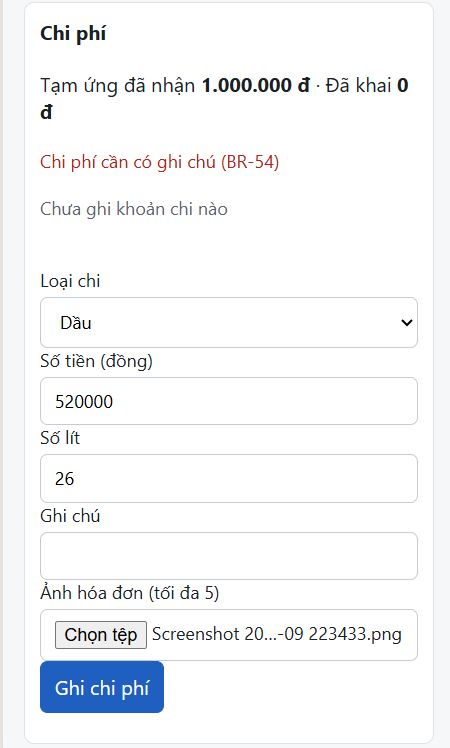 Chi phí
Tạm ứng đã nhận 1.000.000 đ · Đã khai 0
đ
Chi phí cần có ghi chú (BR-54)
Chưa ghi khoản chi nào
Loại chi
Dầu
Số tiền (đồng)
520000
Số lít
26
Ghi chú
Ảnh hóa đơn (tối đa 5)
Chọn tệp Screenshot 20...-09 223433.png
Ghi chi phí